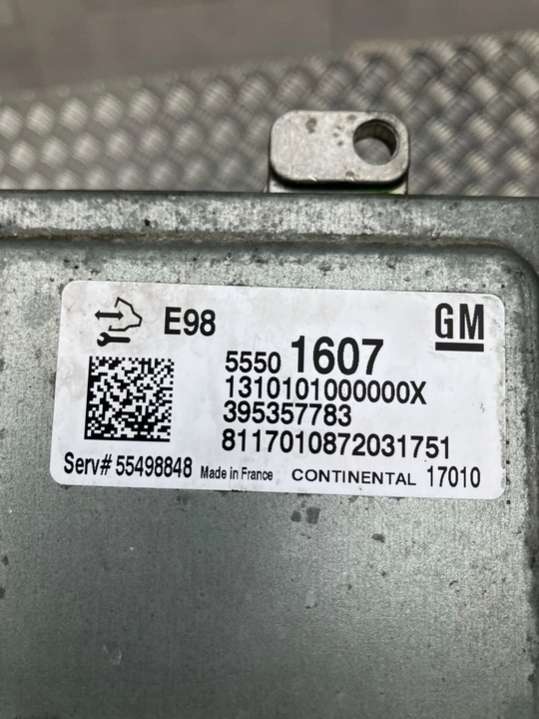 E98
GM
5550 1607
1310101000000X
395357783
8117010872031751
Serv# 55498848 Made in France CONTINENTAL 17010